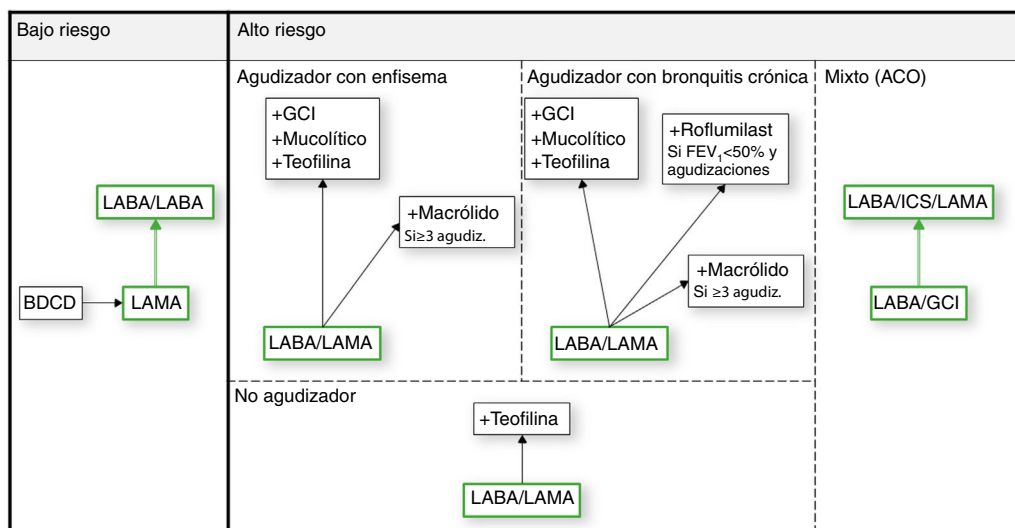 Bajo riesgo
Alto riesgo
Agudizador con enfisema
Agudizador con bronquitis crónica
Mixto (ACO)
+GCI
+Mucolítico
+Teofilina
+Macrólido
Si≥3 agudiz.
LABA/LAMA
+GCI
+Mucolítico
+Teofilina
+Roflumilast
Si FEV₁<50% y
agudizaciones
+Macrólido
Si ≥3 agudiz.
LABA/LAMA
LABA/LABA
BDCD
LAMA
LABA/ICS/LAMA
LABA/GCI
No agudizador
+Teofilina
LABA/LAMA